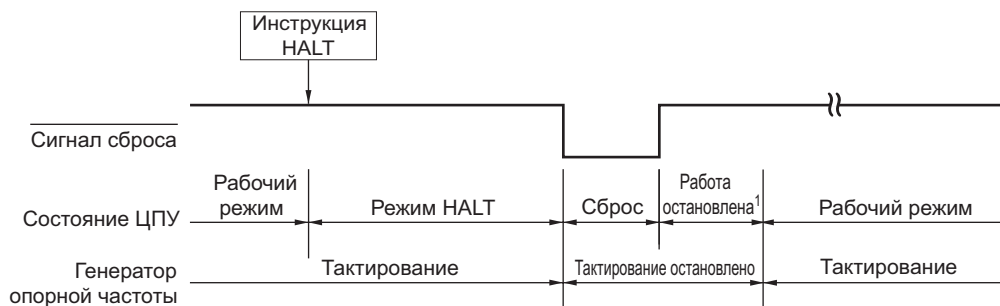 Инструкция
HALT
Сигнал сброса
Рабочий
режим
Режим HALT
Сброс
Работа
остановлена1
Рабочий режим
Состояние ЦПУ
Генератор
опорной частоты
Тактирование
Тактирование остановлено
Тактирование